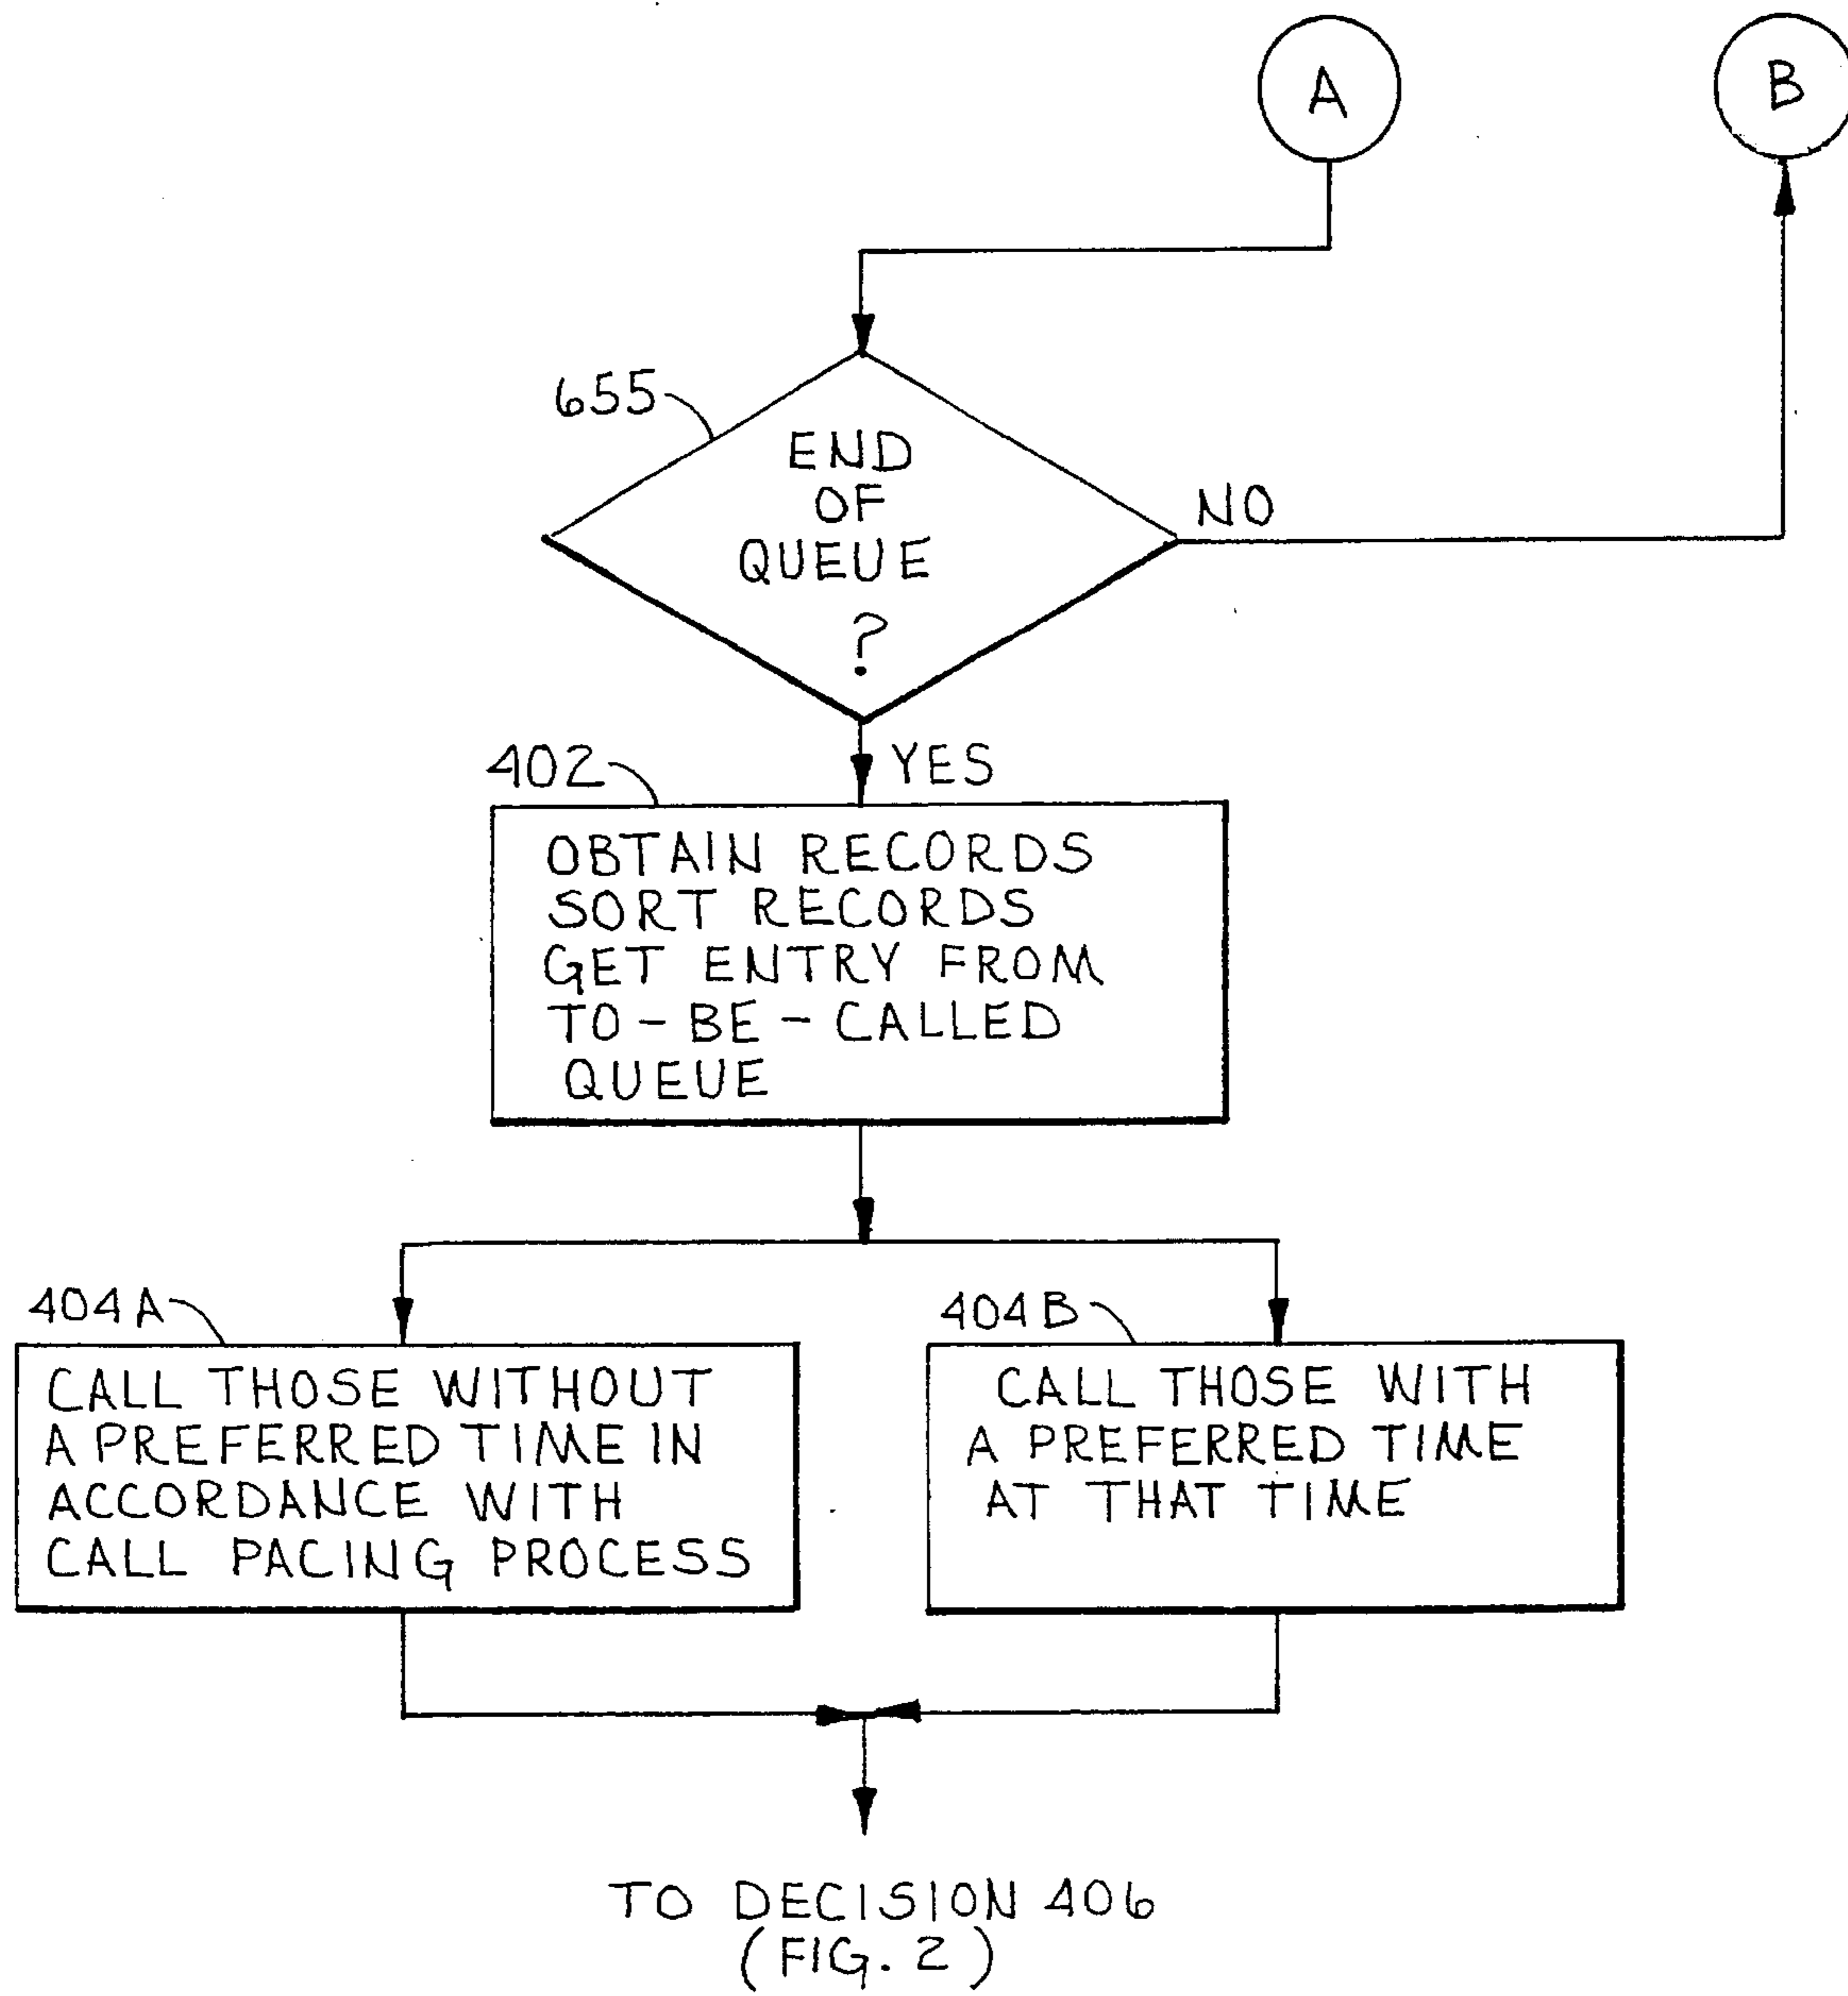 A
B
655
END
OF
QUEUE
?
NO
YES
402
OBTAIN RECORDS
SORT RECORDS
GET ENTRY FROM
TO-BE-CALLED
QUEUE
404A
CALL THOSE WITHOUT
A PREFERRED TIME IN
ACCORDANCE WITH
CALL PACING PROCESS
404B
CALL THOSE WITH
A PREFERRED TIME
AT THAT TIME
TO DECISION 406
(FIG. 2)